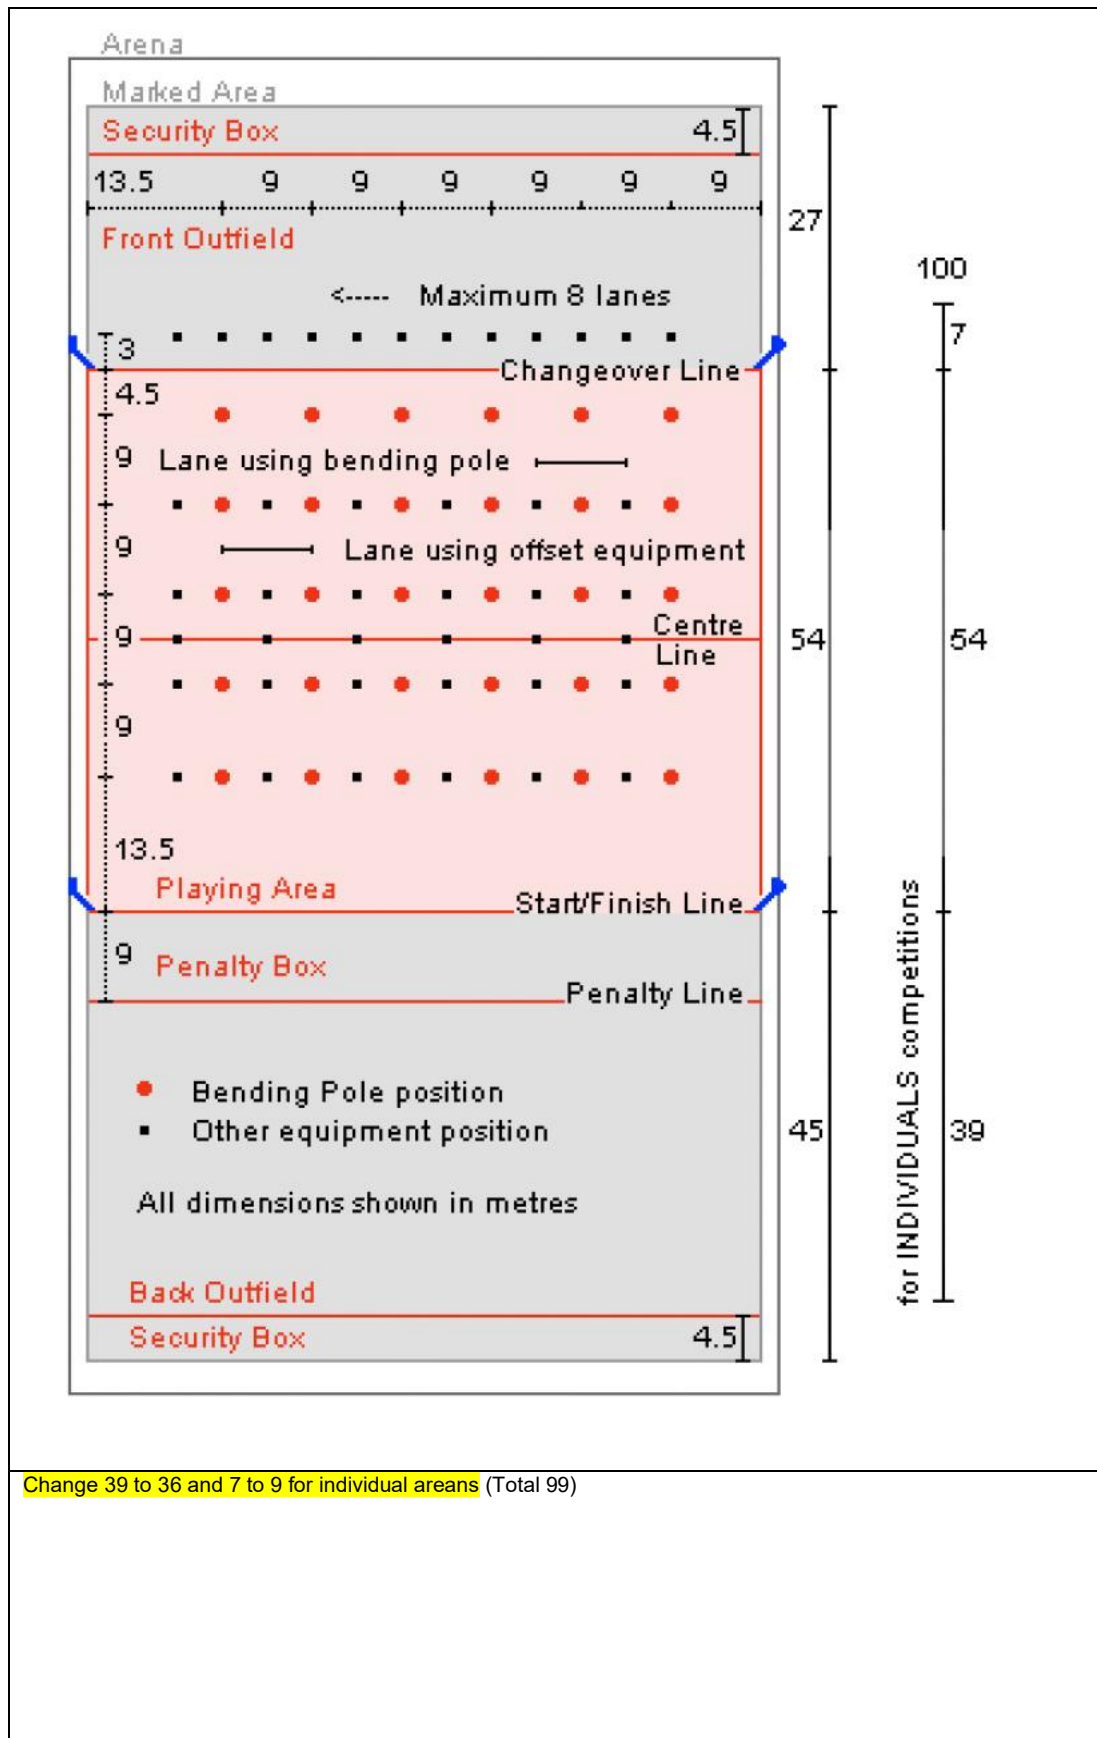 Arena
Marked Area
Security Box 4.5
13.5 9 9 9 9 9 9
27
Front Outfield
100
<----- Maximum 8 lanes
7
3
Changeover Line
4.5
9 Lane using bending pole
9 Lane using offset equipment
Centre
9 54 54
Line
9
13.5
Playing Area
Start/Finish Line
9 Penalty Box
Penalty Line
for INDIVIDUALS competitions
Bending Pole position
Other equipment position 45 39
All dimensions shown in metres
Back Outfield
Security Box 4.5
Change 39 to 36 and 7 to 9 for individual areans (Total 99)